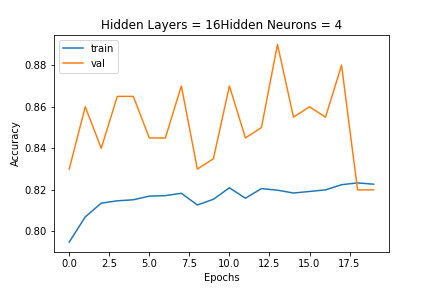 Hidden Layers = 16Hidden Neurons = 4
train
val
Accuracy
0.88
0.86
0.84
0.82
0.80
0.0 2.5 5.0 7.5 10.0 12.5 15.0 17.5
Epochs